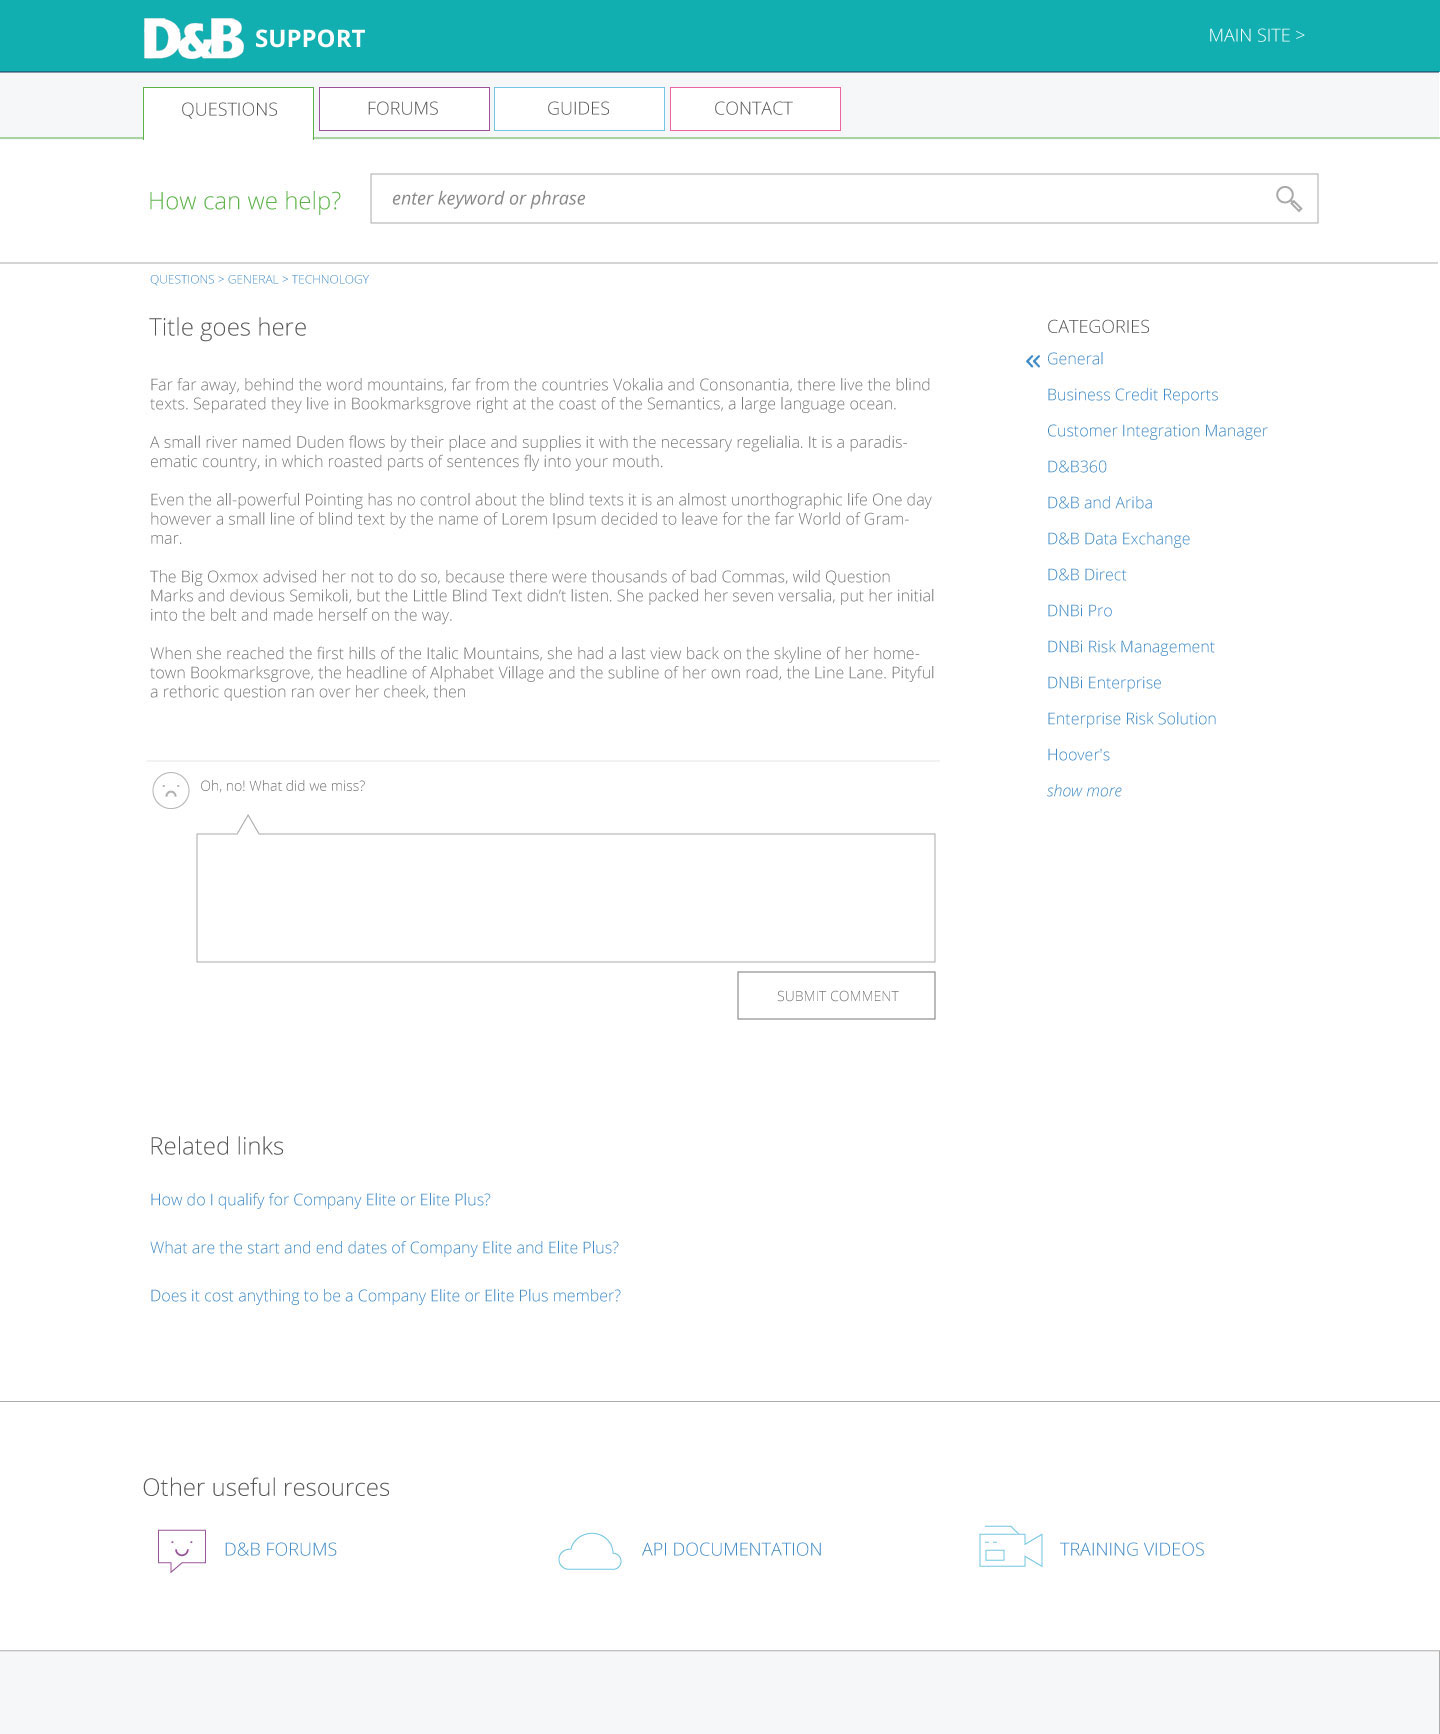 D&B SUPPORT
MAIN SITE >
QUESTIONS
FORUMS
GUIDES
CONTACT
How can we help?
enter keyword or phrase
QUESTIONS > GENERAL > TECHNOLOGY
Title goes here
Far far away, behind the word mountains, far from the countries Vokalia and Consonantia, there live the blind
texts. Separated they live in Bookmarksgrove right at the coast of the Semantics, a large language ocean.
A small river named Duden flows by their place and supplies it with the necessary regelialia. It is a paradis-
ematic country, in which roasted parts of sentences fly into your mouth.
Even the all-powerful Pointing has no control about the blind texts it is an almost unorthographic life One day
however a small line of blind text by the name of Lorem Ipsum decided to leave for the far World of Gram-
mar.
The Big Oxmox advised her not to do so, because there were thousands of bad Commas, wild Question
Marks and devious Semikoli, but the Little Blind Text didn’t listen. She packed her seven versalia, put her initial
into the belt and made herself on the way.
When she reached the first hills of the Italic Mountains, she had a last view back on the skyline of her home-
town Bookmarksgrove, the headline of Alphabet Village and the subline of her own road, the Line Lane. Pityful
a rethoric question ran over her cheek, then
Oh, no! What did we miss?
SUBMIT COMMENT
CATEGORIES
General
Business Credit Reports
Customer Integration Manager
D&B360
D&B and Ariba
D&B Data Exchange
D&B Direct
DNBi Pro
DNBi Risk Management
DNBi Enterprise
Enterprise Risk Solution
Hoover's
show more
Related links
How do I qualify for Company Elite or Elite Plus?
What are the start and end dates of Company Elite and Elite Plus?
Does it cost anything to be a Company Elite or Elite Plus member?
Other useful resources
D&B FORUMS
API DOCUMENTATION
TRAINING VIDEOS